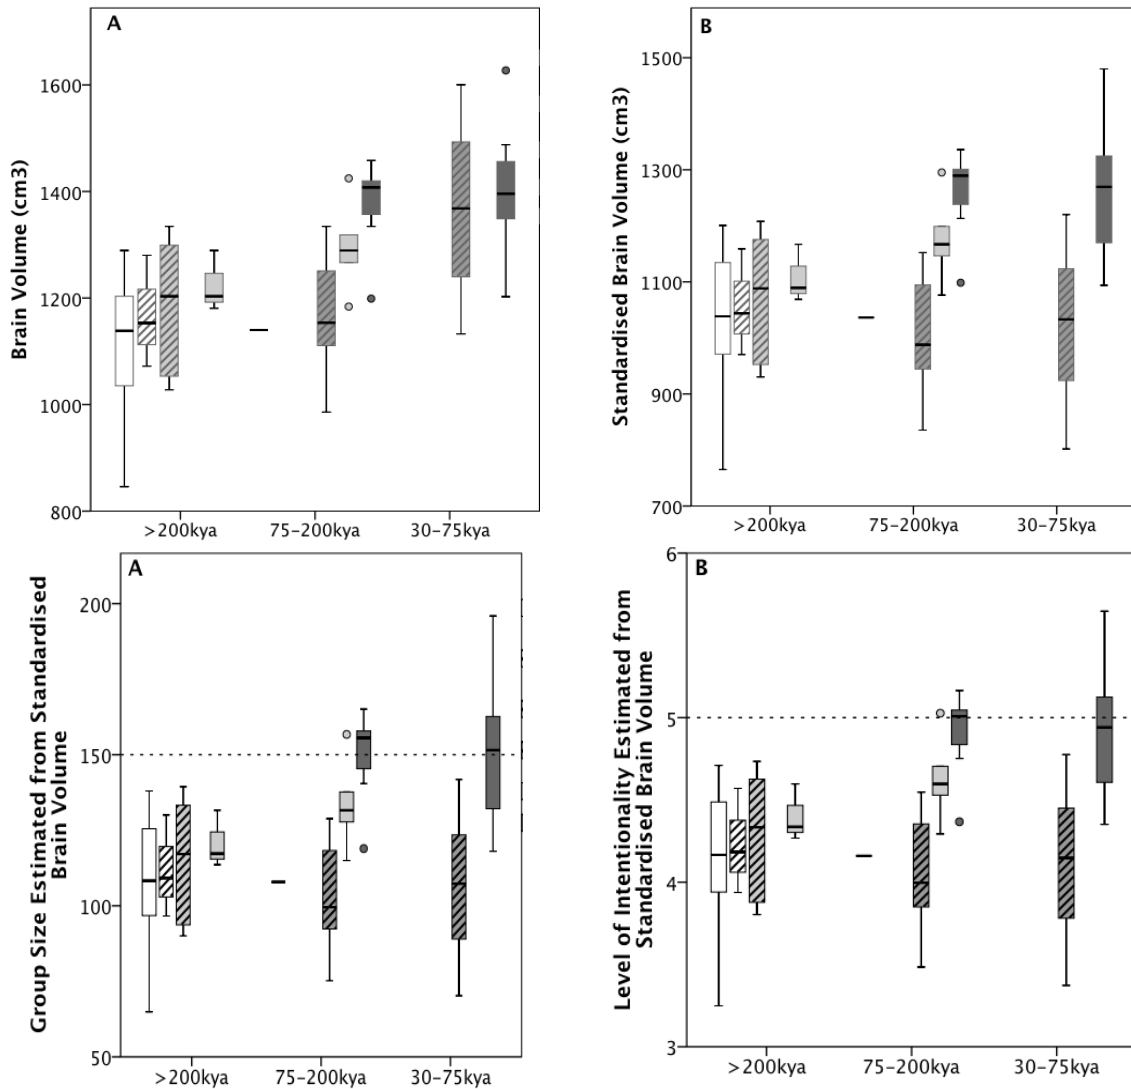 A
Brain Volume (cm3)
1600
1400
1200
1000
800
>200kya 75-200kya 30-75kya
B
Standardised Brain Volume (cm3)
1500
1300
1100
900
700
>200kya 75-200kya 30-75kya
A
Group Size Estimated from Standardised
Brain Volume
200
150
100
50
>200kya 75-200kya 30-75kya
B
Level of Intentionality Estimated from
Standardised Brain Volume
6
5
4
3
>200kya 75-200kya 30-75kya